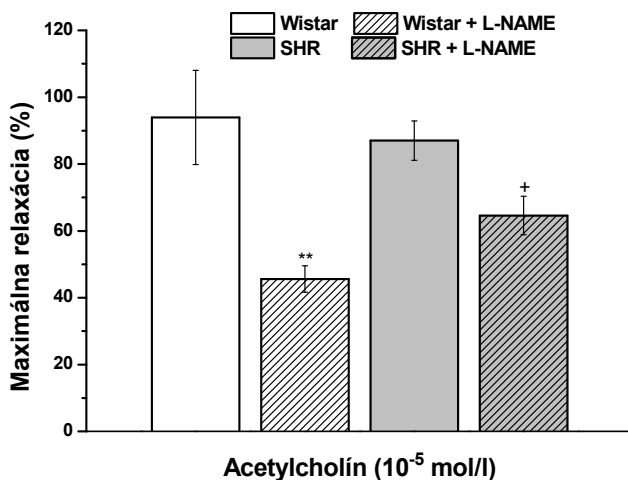 Wistar Wistar + L-NAME
SHR SHR + L-NAME
Maximálna relaxácia (%)
120
100
80
60
40
20
0
**
+
Acetylcholín (10⁻⁵ mol/l)